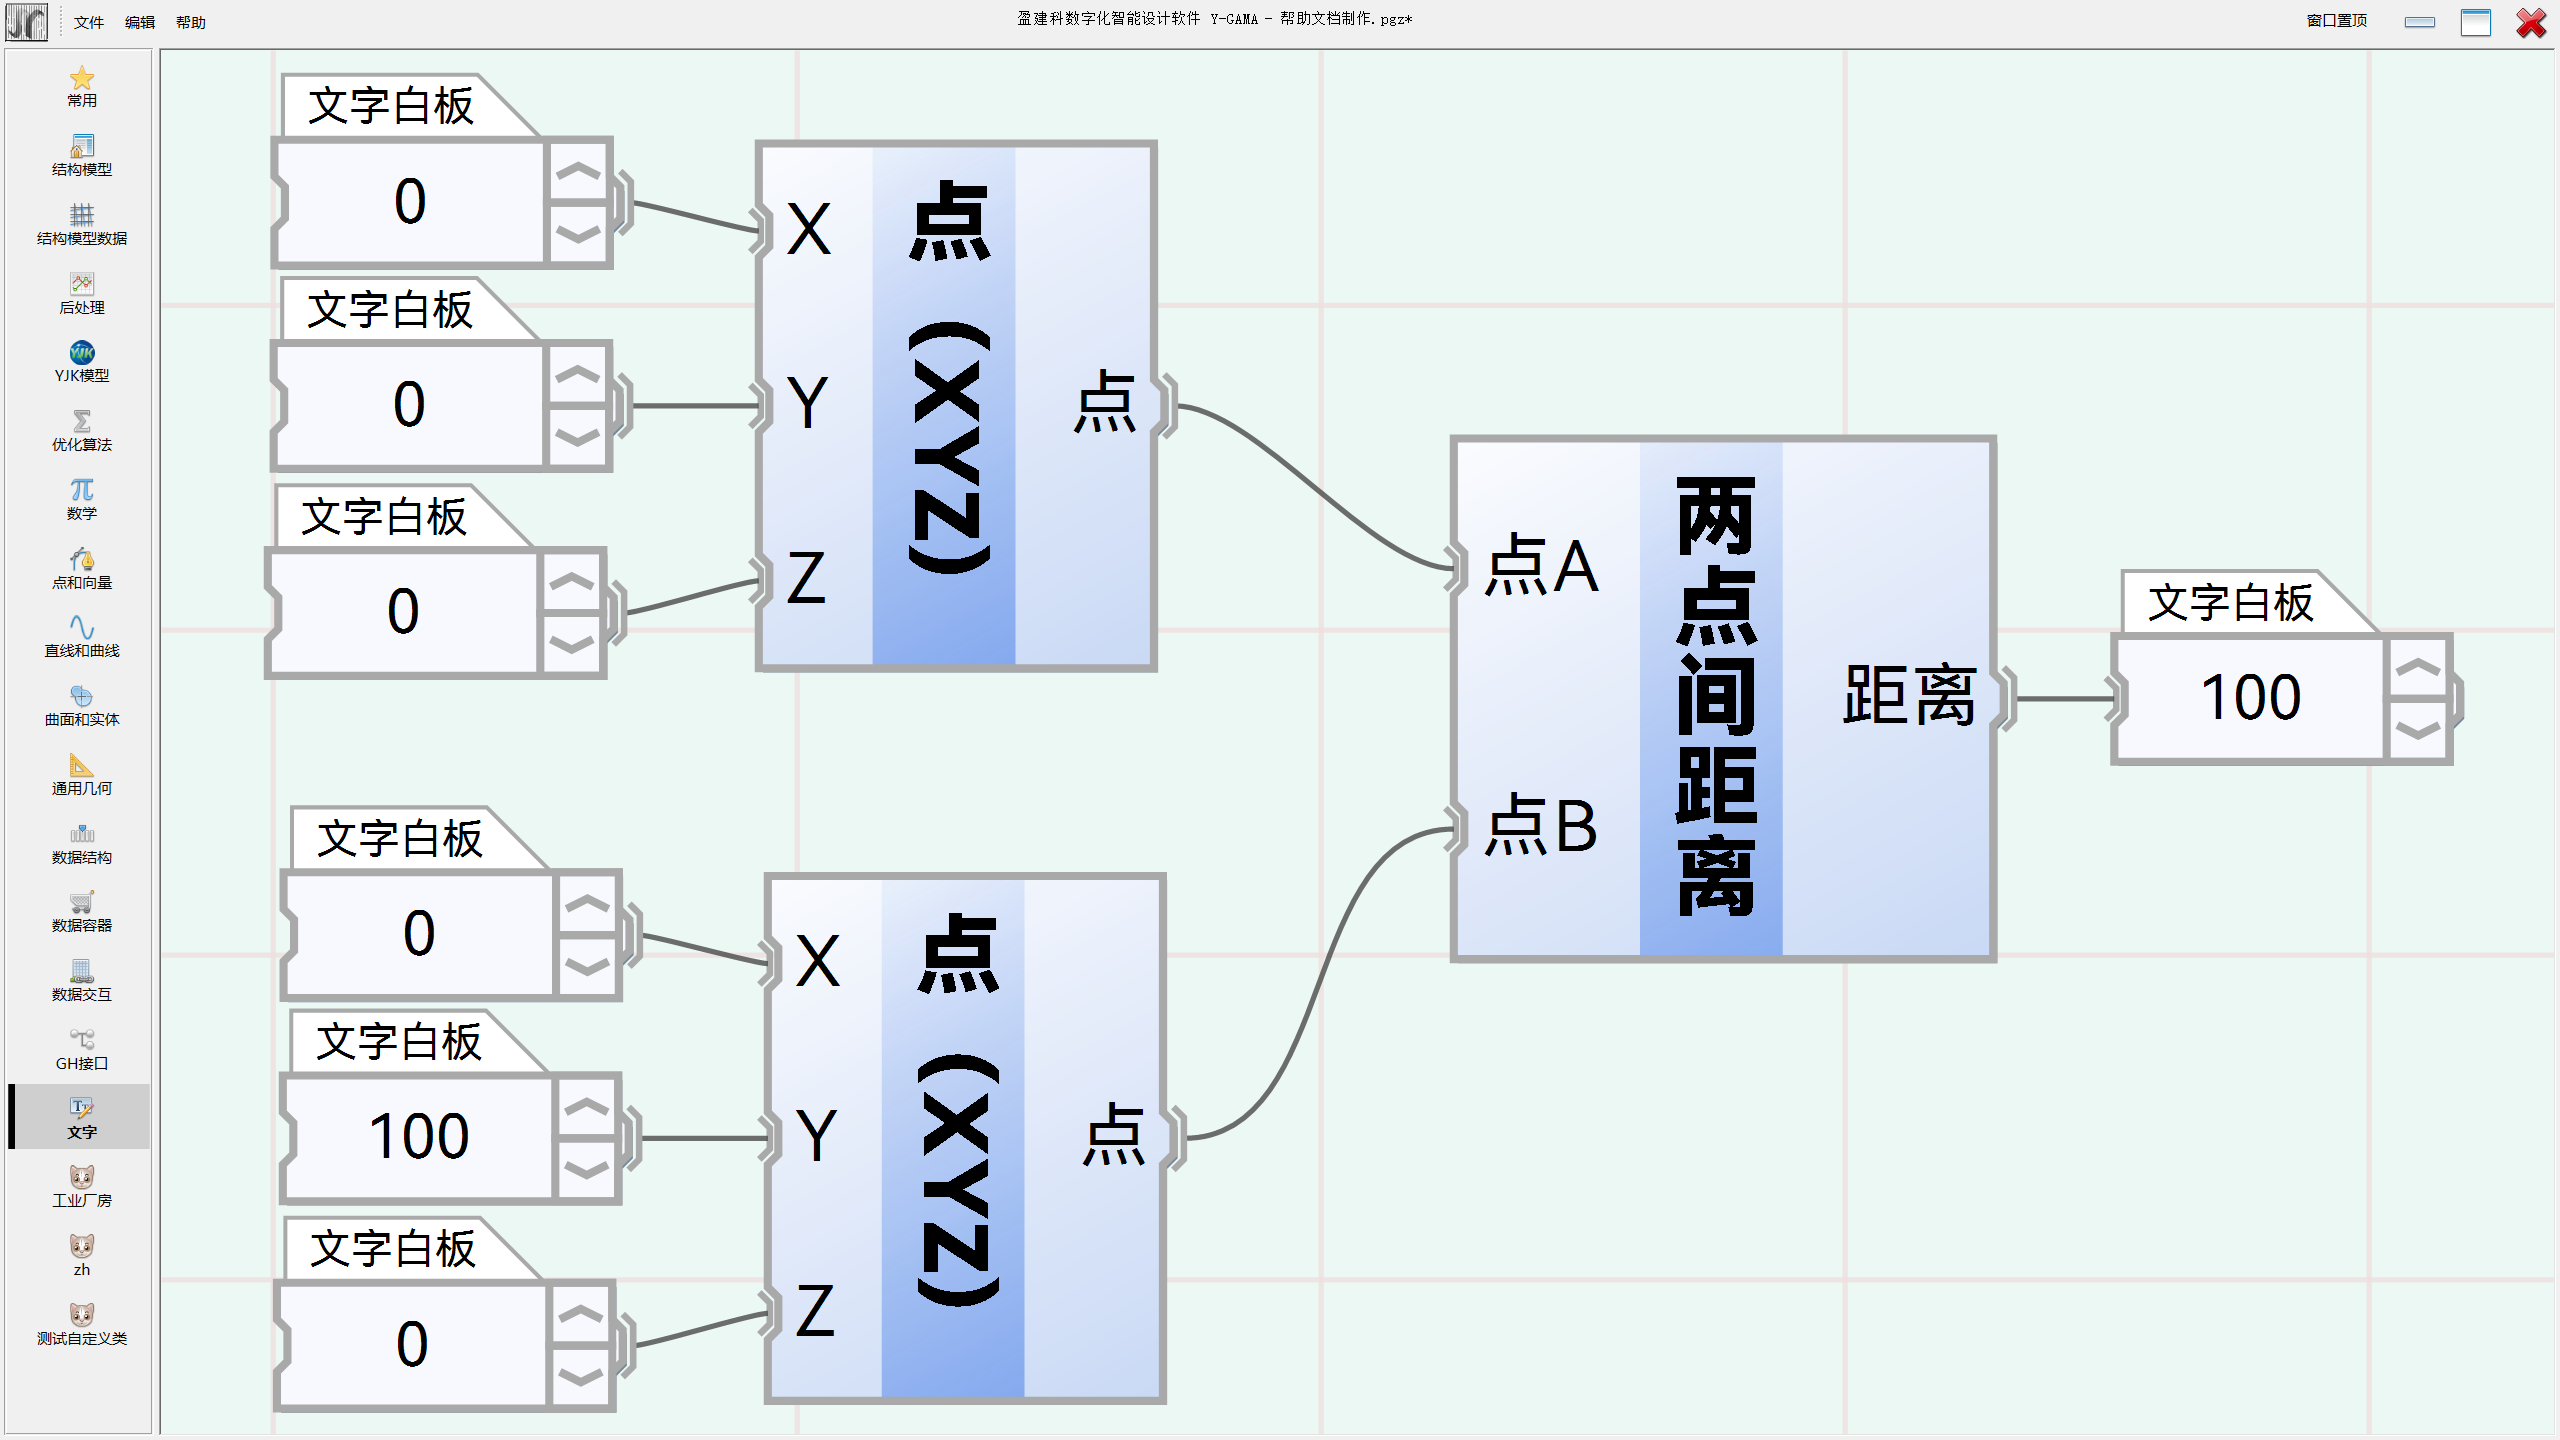 文件 编辑 帮助
盈建科数字化智能设计软件 Y-GAMA - 帮助文档制作.pgz*
窗口置顶
常用
结构模型
结构模型数据
后处理
YJK模型
优化算法
数学
点和向量
直线和曲线
曲面和实体
通用几何
数据结构
数据容器
数据交互
GH接口
文字
工业厂房
zh
测试自定义类
文字白板
0
文字白板
0
文字白板
0
X
Y
Z
点 (XYZ)
点
文字白板
0
文字白板
100
文字白板
0
X
Y
Z
点 (XYZ)
点
点A
点B
两点间距离
距离
文字白板
100